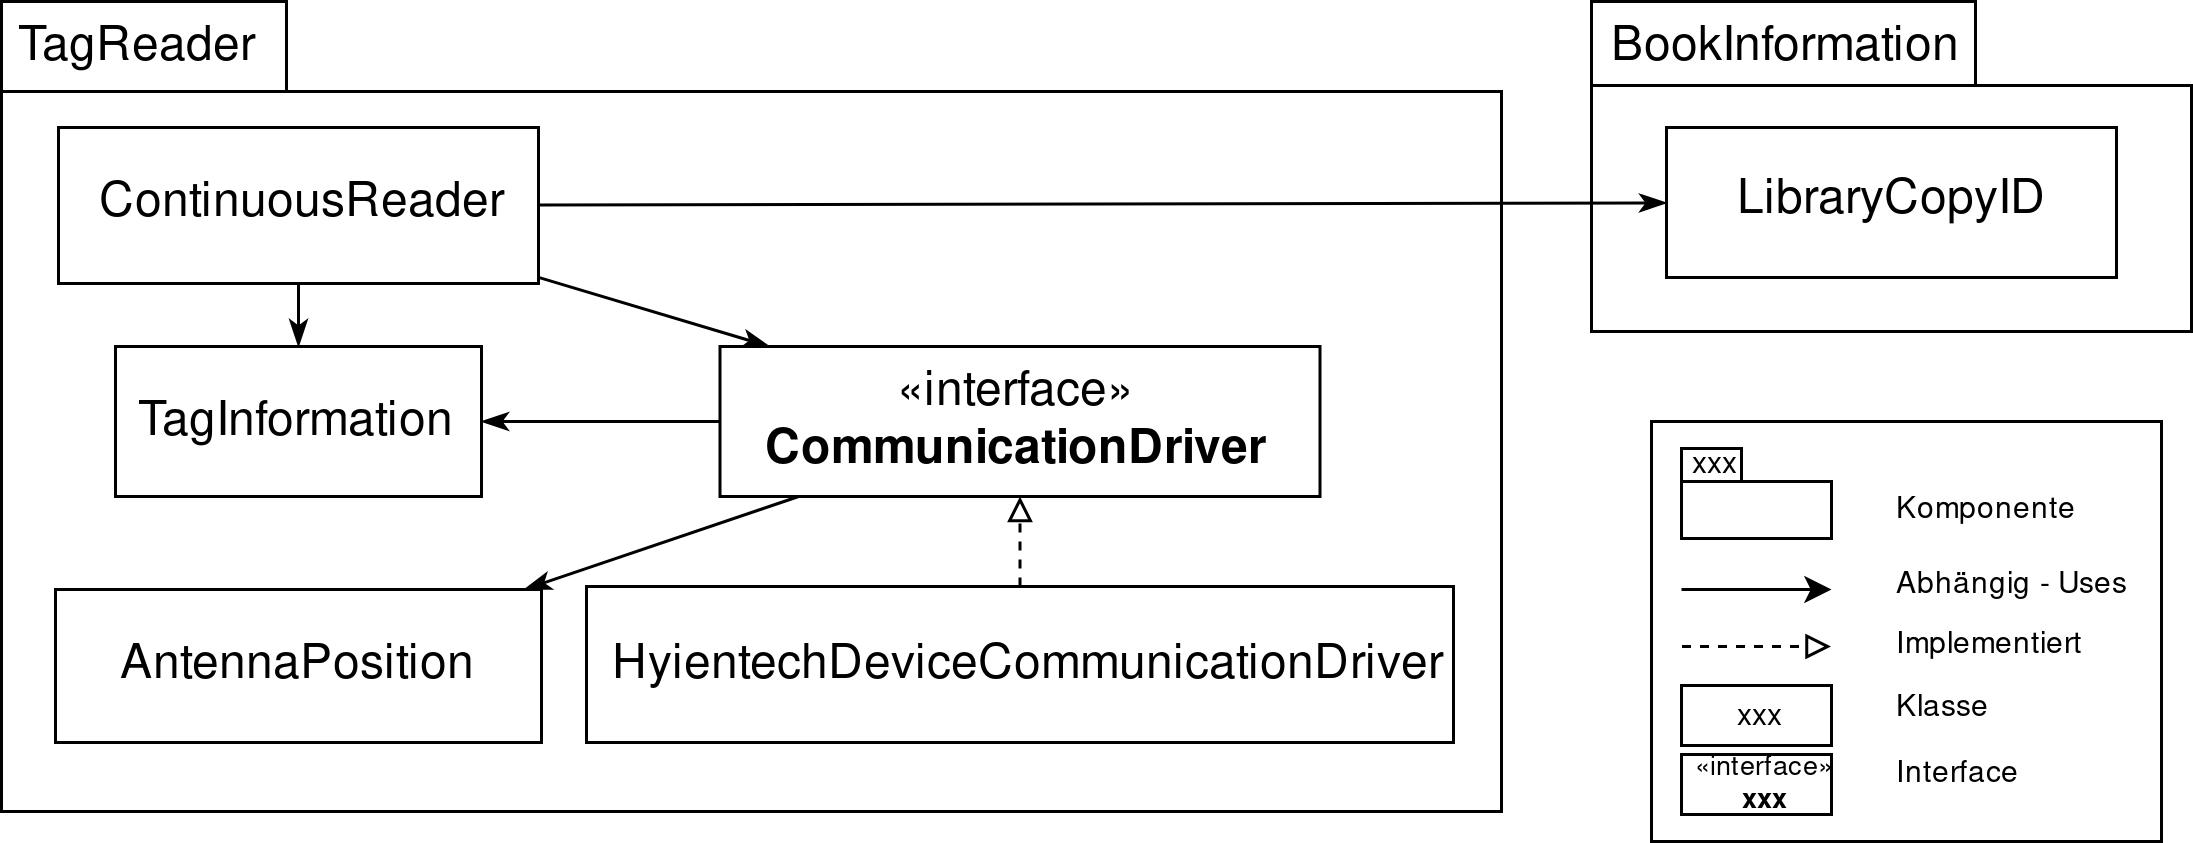 TagReader
BookInformation
ContinuousReader
LibraryCopyID
TagInformation
«interface»
CommunicationDriver
AntennaPosition
HyientechDeviceCommunicationDriver
xxx
Komponente
Abhängig - Uses
Implementiert
xxx
Klasse
«interface»
xxx
Interface